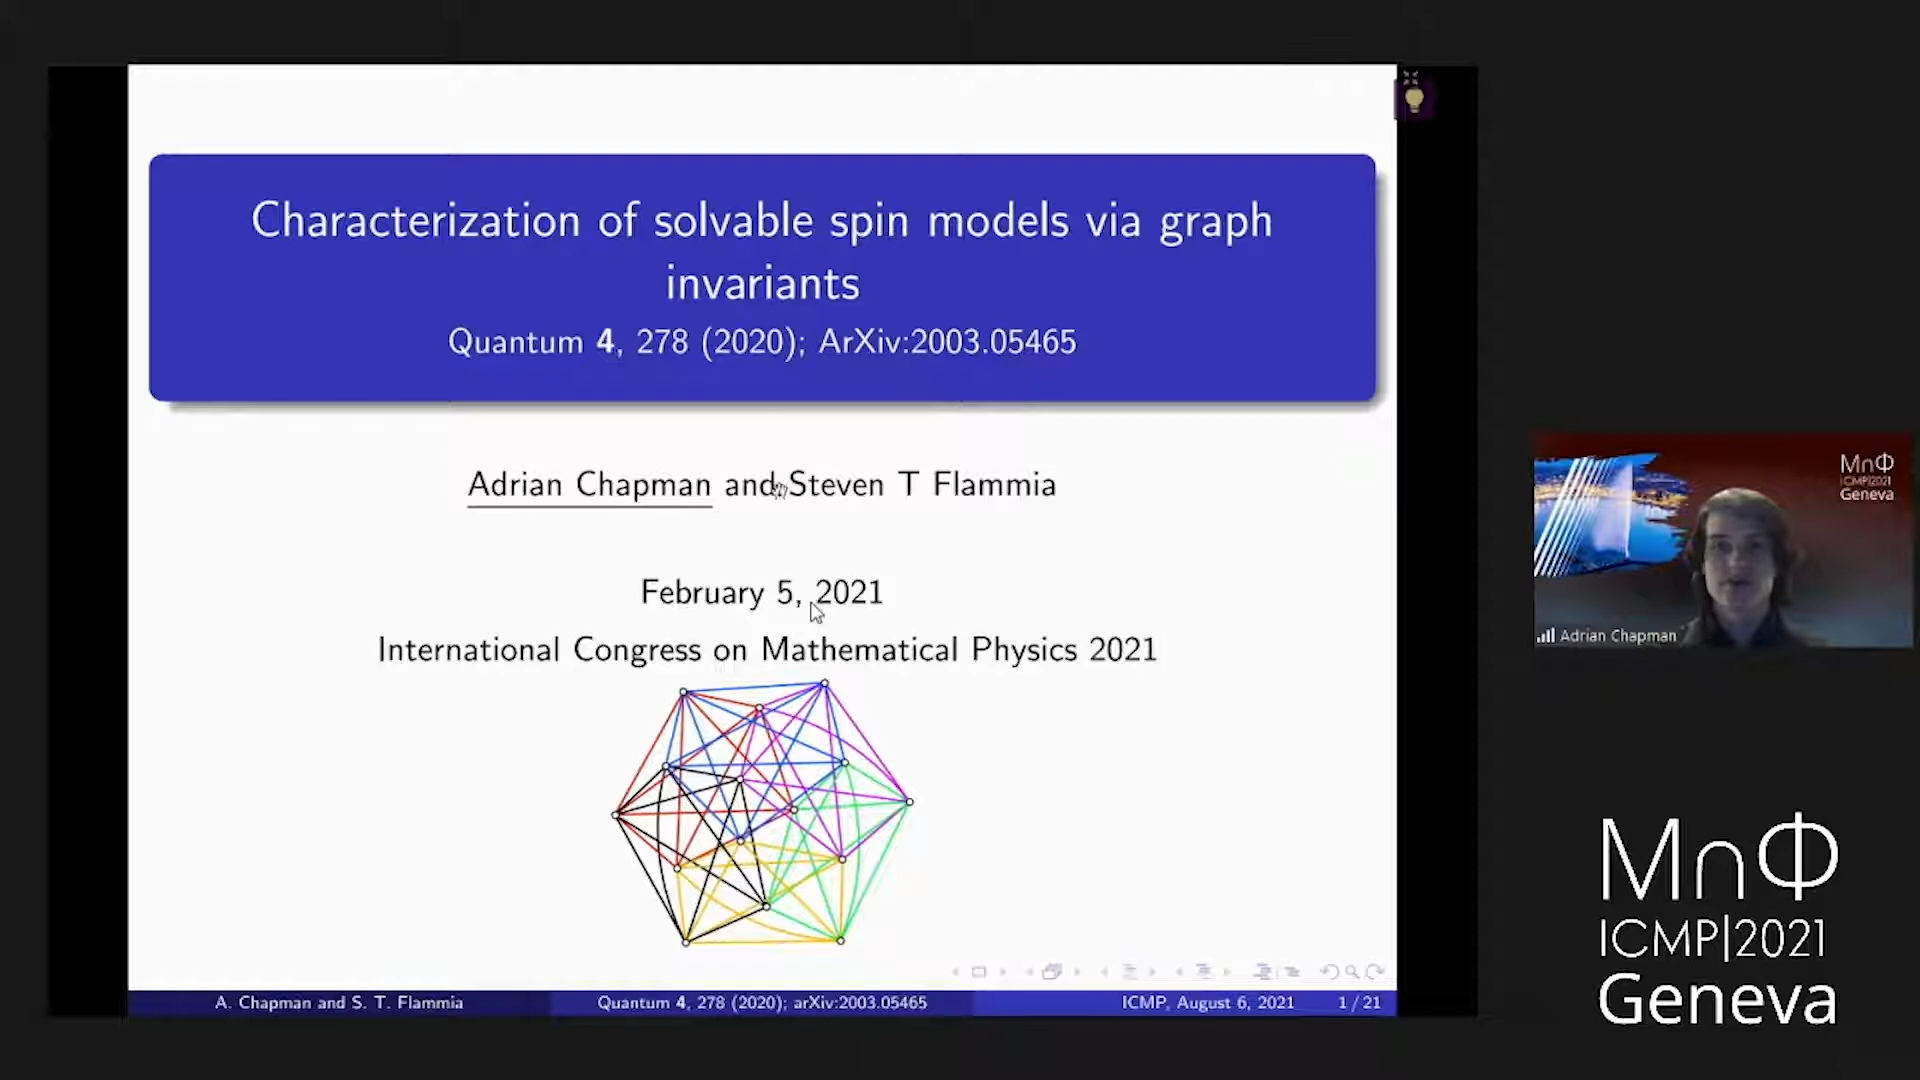 Characterization of solvable spin models via graph
invariants
Quantum 4, 278 (2020); ArXiv:2003.05465
Adrian Chapman and Steven T Flammia
February 5, 2021
International Congress on Mathematical Physics 2021
A. Chapman and S. T. Flammia
Quantum 4, 278 (2020); arXiv:2003.05465
ICMP, August 6, 2021
1 / 21
M∩Φ
ICMP|2021
Geneva
Adrian Chapman
M∩Φ
ICMP|2021
Geneva